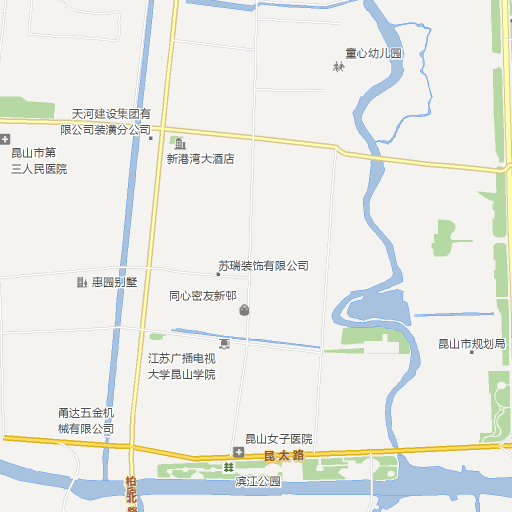 童心幼儿园
天河建设集团有
限公司装潢分公司
昆山市第
三人民医院
新港湾大酒店
苏瑞装饰有限公司
惠园别墅
同心密友新邨
昆山市规划局
江苏广播电视
大学昆山学院
甬达五金机
械有限公司
昆山女子医院
昆太路
滨江公园
柏庐北路